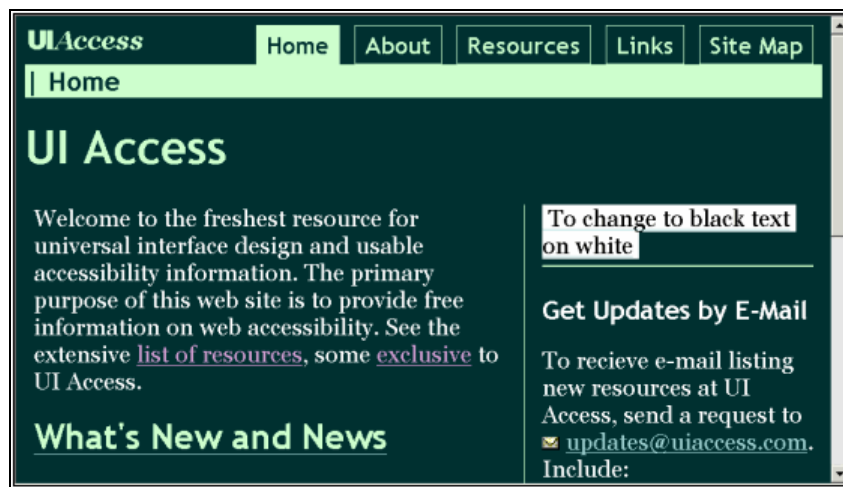 UIAccess
Home
About
Resources
Links
Site Map
| Home
UI Access
Welcome to the freshest resource for
universal interface design and usable
accessibility information. The primary
purpose of this web site is to provide free
information on web accessibility. See the
extensive list of resources, some exclusive to
UI Access.
What's New and News
To change to black text
on white
Get Updates by E-Mail
To recieve e-mail listing
new resources at UI
Access, send a request to
updates@uiaccess.com.
Include: